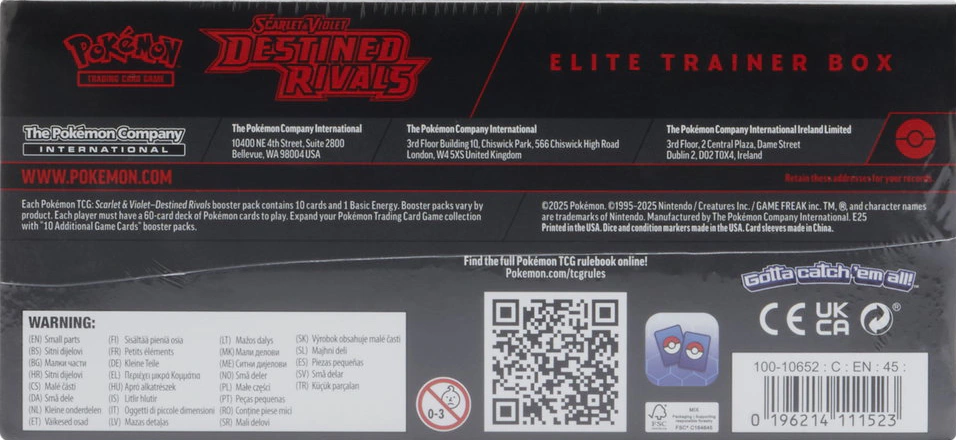 Pokémon
TRADING CARD GAME
SCARLET & VIOLET
DESTINED
RIVALS
ELITE TRAINER BOX
The Pokémon Company
INTERNATIONAL
The Pokémon Company International
10400 NE 4th Street, Suite 2800
Bellevue, WA 98004 USA
The Pokémon Company International
3rd Floor Building 10, Chiswick Park, 566 Chiswick High Road
London, W4 5XS United Kingdom
The Pokémon Company International Ireland Limited
3rd Floor, 2 Central Plaza, Dame Street
Dublin 2, D02 T0X4, Ireland
WWW.POKEMON.COM
Retain these addresses for your records.
Each Pokémon TCG: Scarlet & Violet–Destined Rivals booster pack contains 10 cards and 1 Basic Energy. Booster packs vary by
product. Each player must have a 60-card deck of Pokémon cards to play. Expand your Pokémon Trading Card Game collection
with "10 Additional Game Cards" booster packs.
©2025 Pokémon. ©1995-2025 Nintendo / Creatures Inc. / GAME FREAK inc. TM, ®, and character names
are trademarks of Nintendo. Manufactured by The Pokémon Company International. E25
Printed in the USA. Dice and condition markers made in the USA. Card sleeves made in China.
Find the full Pokémon TCG rulebook online!
Pokemon.com/tcgrules
Gotta catch 'em all!™
CE UK CA
WARNING:
(EN) Small parts
(BS) Sitni dijelovi
(BG) Малки части
(HR) Sitni dijelovi
(CS) Malé části
(DA) Små dele
(NL) Kleine onderdelen
(ET) Väikesed osad
(FI) Sisältää pieniä osia
(FR) Petits éléments
(DE) Kleine Teile
(EL) Περιέχει μικρά Κομμάτια
(HU) Apró alkatrészek
(IS) Litlir hlutir
(IT) Oggetti di piccole dimensioni
(LV) Mazas detaļas
(LT) Mažos dalys
(MK) Мали делови
(ME) Ситни дијелови
(NO) Små deler
(PL) Małe części
(PT) Peças pequenas
(RO) Conține piese mici
(SR) Mali delovi
(SK) Výrobok obsahuje malé časti
(SL) Majhni deli
(ES) Piezas pequeñas
(SV) Små delar
(TR) Küçük parçaları
0-3
FSC
MIX
Packaging | Supporting
responsible forestry
FSC® C184845
100-10652 : C : EN : 45 :
0 196214 111523